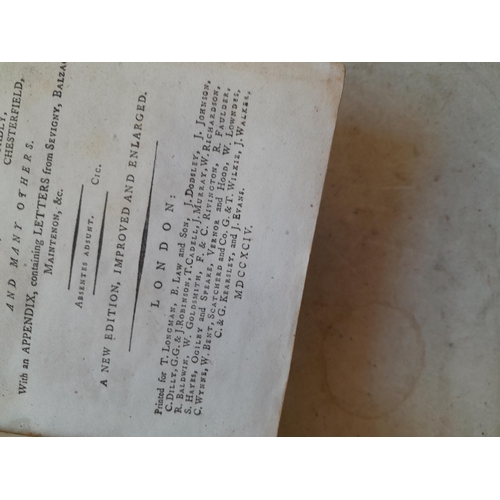 CHESTERFIELD,
AND MANY OTHERS.
With an APPENDIX, containing LETTERS from SEVIGNY, BALZAC
MAINTENON, &c.
ABSENTES ADSUNT. CIC.
A NEW EDITION, IMPROVED AND ENLARGED.
LONDON:
Printed for T. LONGMAN, B. LAW and SON, J. DODSLEY, J. JOHNSON,
C. DILLY, G.G. & J. ROBINSON, T. CADELL, J. MURRAY, W. RICHARDSON,
R. BALDWIN, W. GOLDSMITH, F. & C. RIVINGTON, R. FAULDER,
S. HAYES, OGILBY and SPEARE, VERNOR and HOOD, W. LOWNDES,
C. WYNNE, W. BENT, SCATCHERD and Co. G. & T. WILKIE, J. WALKER,
C. & G. KEARSLEY, and J. EVANS.
MDCCXCIV.